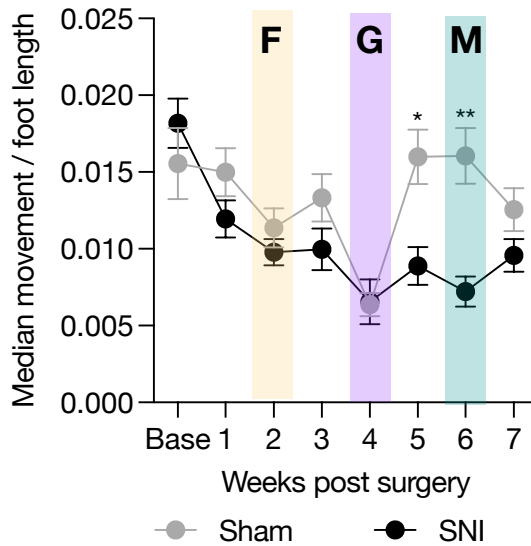 0.025
0.020
0.015
0.010
0.005
0.000
Median movement / foot length
F G M
* **
Base 1 2 3 4 5 6 7
Weeks post surgery
Sham SNI